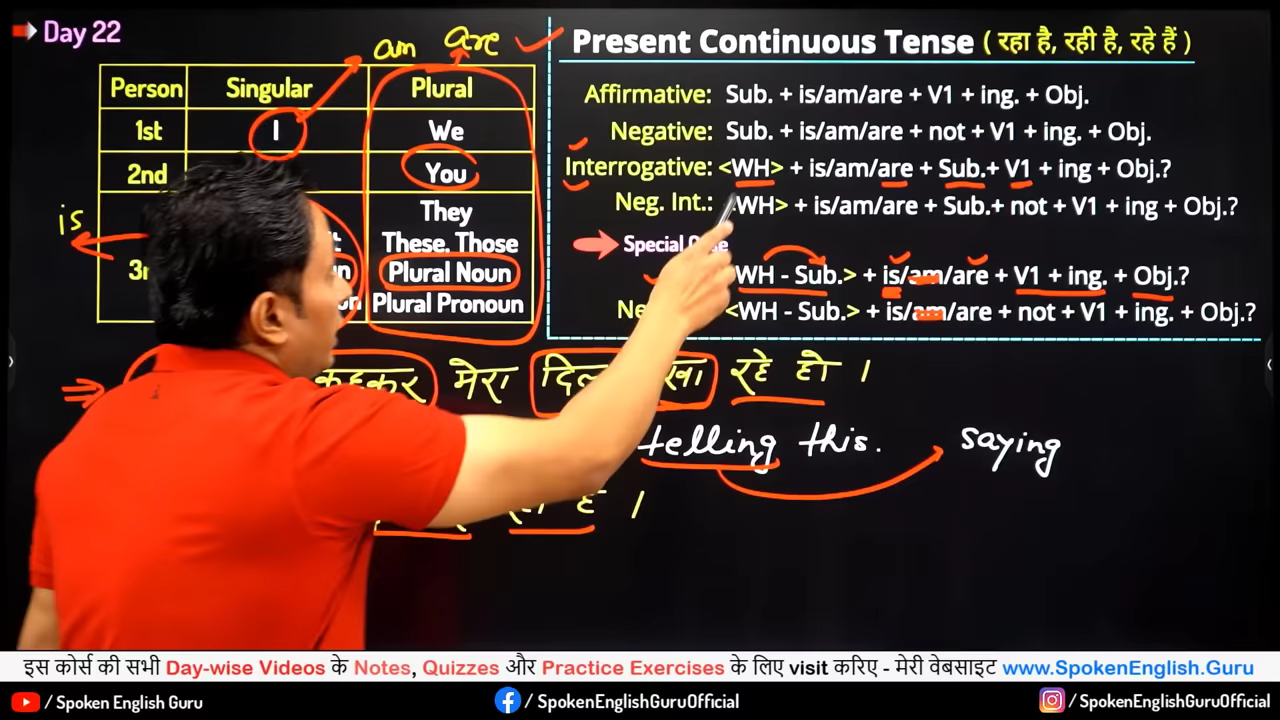 Day 22
am are
Person Singular Plural
1st I We
2nd You
They
is These, Those
Plural Noun
Plural Pronoun
Present Continuous Tense ( रहा है, रही है, रहे हैं )
Affirmative: Sub. + is/am/are + V1 + ing. + Obj.
Negative: Sub. + is/am/are + not + V1 + ing. + Obj.
Interrogative: <WH> + is/am/are + Sub.+ V1 + ing + Obj.?
Neg. Int.: WH> + is/am/are + Sub.+ not + V1 + ing + Obj.?
Special
WH - Sub.> + is/am/are + V1 + ing. + Obj.?
<WH - Sub.> + is/am/are + not + V1 + ing. + Obj.?
कहकर मेरा रहे हो ।
telling this. saying
है ।
इस कोर्स की सभी Day-wise Videos के Notes, Quizzes और Practice Exercises के लिए visit करिए - मेरी वेबसाइट www.SpokenEnglish.Guru
/ Spoken English Guru /SpokenEnglishGuruOfficial /SpokenEnglishGuruOfficial